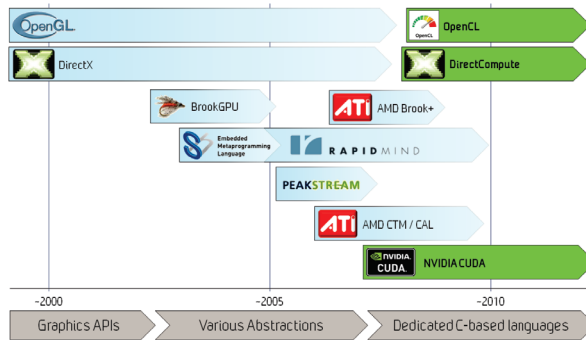 OpenGL.
OpenCL
OpenCL
DirectX
DirectCompute
BrookGPU
ATI
AMD Brook+
Embedded
Metaprogramming
Language
RAPIDMIND
PEAKSTREAM
ATI
AMD CTM / CAL
NVIDIA.
CUDA.
NVIDIA CUDA
~2000
~2005
~2010
Graphics APIs
Various Abstractions
Dedicated C-based languages